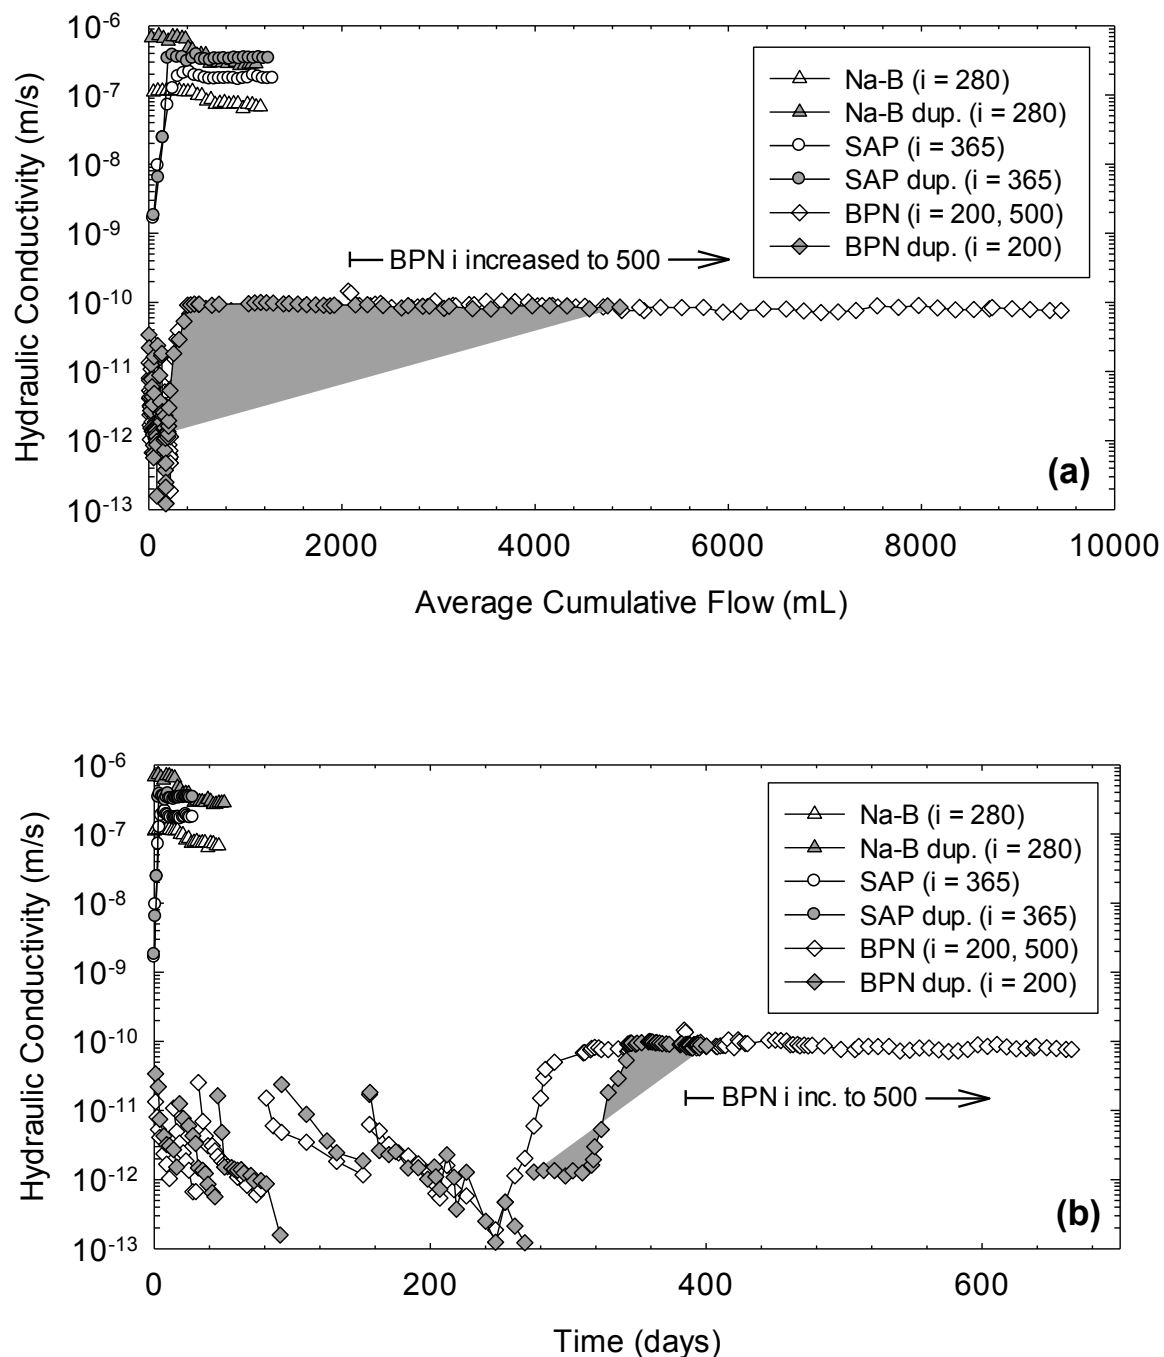 10-6
10-7
10-8
10-9
10-10
10-11
10-12
10-13
Hydraulic Conductivity (m/s)
Na-B (i = 280)
Na-B dup. (i = 280)
SAP (i = 365)
SAP dup. (i = 365)
BPN (i = 200, 500)
BPN dup. (i = 200)
BPN i increased to 500
(a)
0 2000 4000 6000 8000 10000
Average Cumulative Flow (mL)
10-6
10-7
10-8
10-9
10-10
10-11
10-12
10-13
Hydraulic Conductivity (m/s)
Na-B (i = 280)
Na-B dup. (i = 280)
SAP (i = 365)
SAP dup. (i = 365)
BPN (i = 200, 500)
BPN dup. (i = 200)
BPN i inc. to 500
(b)
0 200 400 600
Time (days)